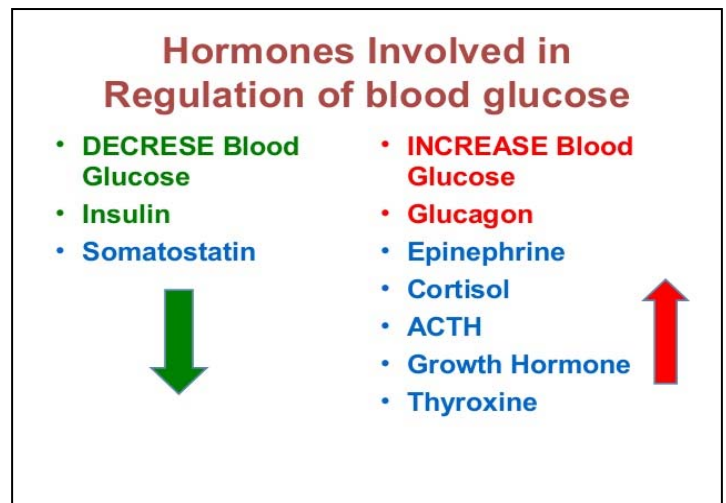 Hormones Involved in
Regulation of blood glucose
• DECRESE Blood
Glucose
• Insulin
• Somatostatin
• INCREASE Blood
Glucose
• Glucagon
• Epinephrine
• Cortisol
• ACTH
• Growth Hormone
• Thyroxine